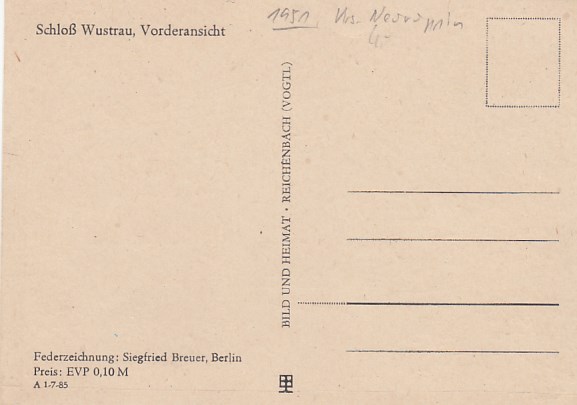 Schloß Wustrau, Vorderansicht
1951 Krs. Neuruppin
BILD UND HEIMAT · REICHENBACH (VOGTL)
Federzeichnung: Siegfried Breuer, Berlin
Preis: EVP 0,10 M
A 1-7-85